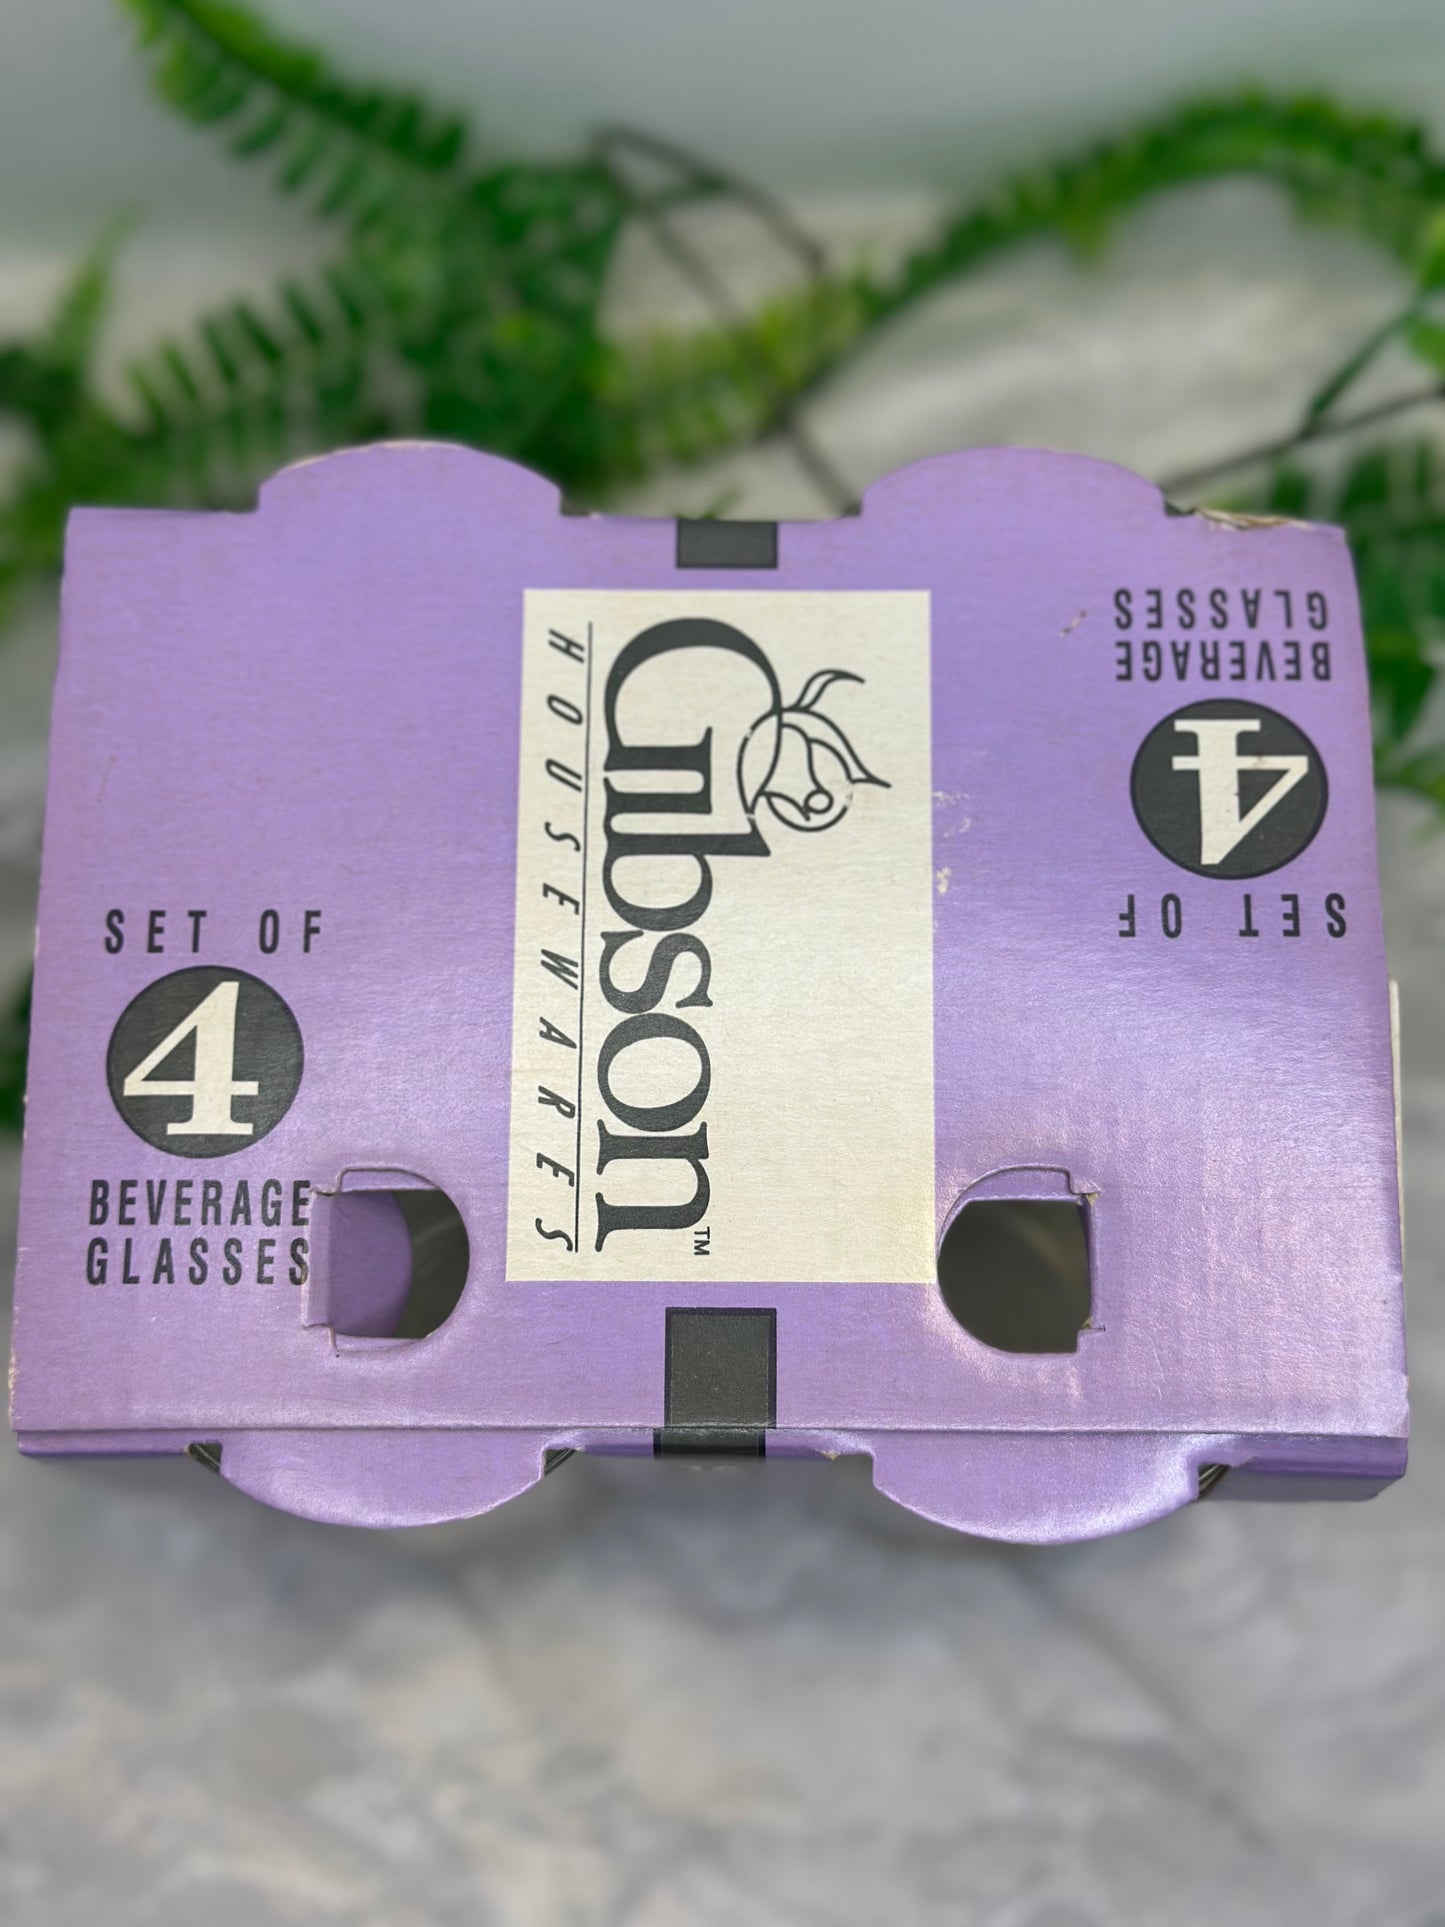 SET OF
4
BEVERAGE
GLASSES
Gibson™
HOUSEWARES
SET OF
4
BEVERAGE
GLASSES